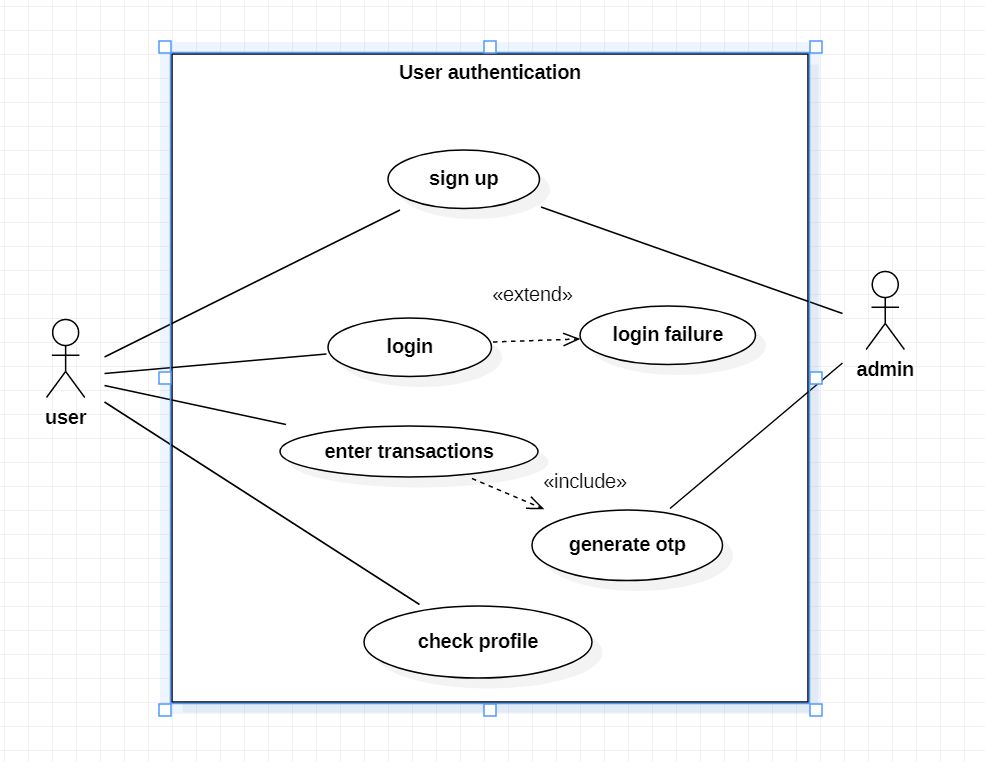 User authentication
sign up
«extend»
login
login failure
admin
user
enter transactions
«include»
generate otp
check profile